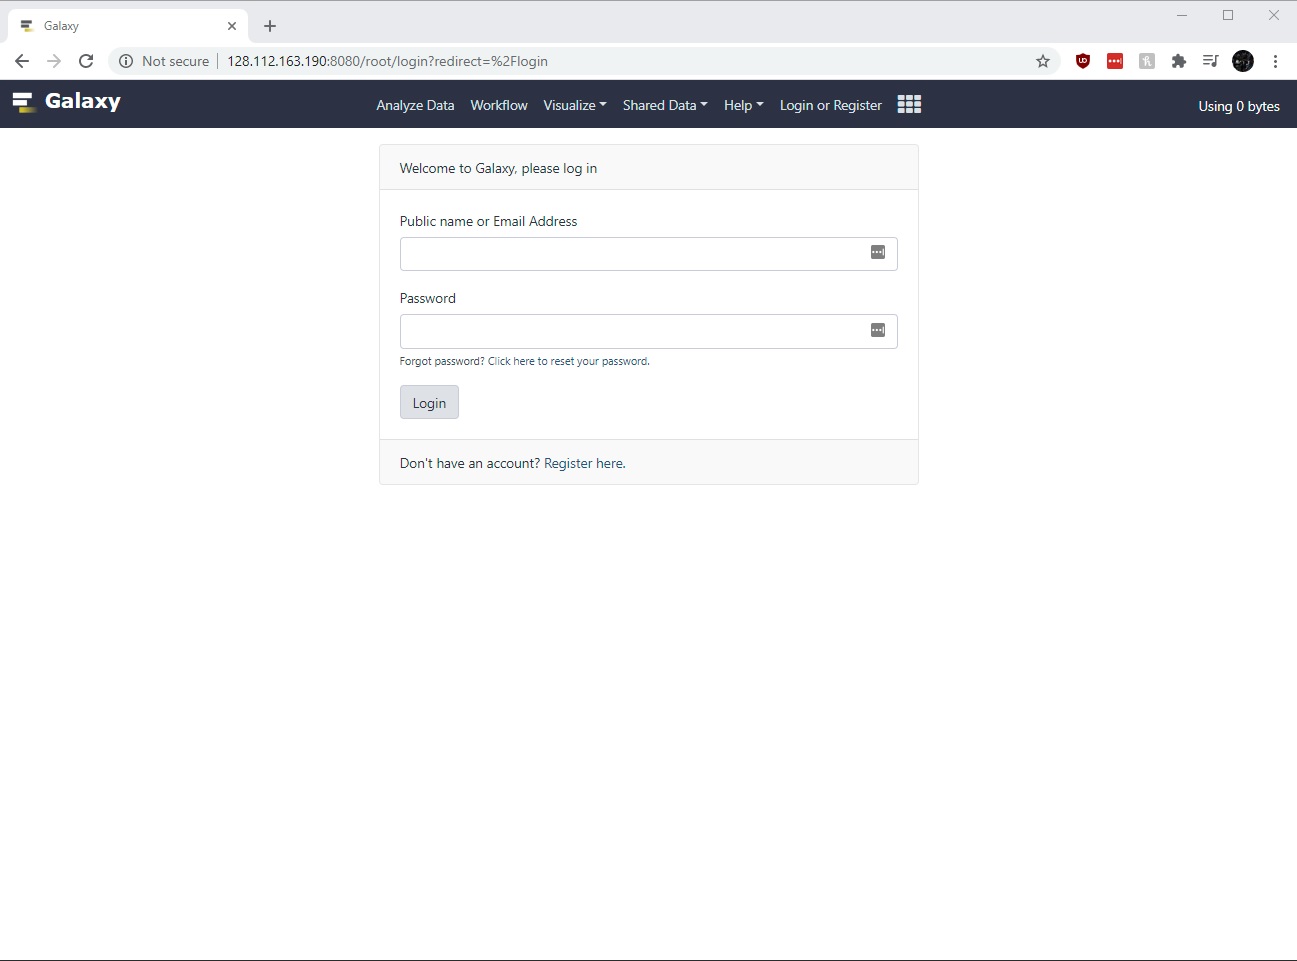 Galaxy
Not secure 128.112.163.190:8080/root/login?redirect=%2Flogin
Galaxy
Analyze Data Workflow Visualize Shared Data Help Login or Register Using 0 bytes
Welcome to Galaxy, please log in
Public name or Email Address
Password
Forgot password? Click here to reset your password.
Login
Don't have an account? Register here.